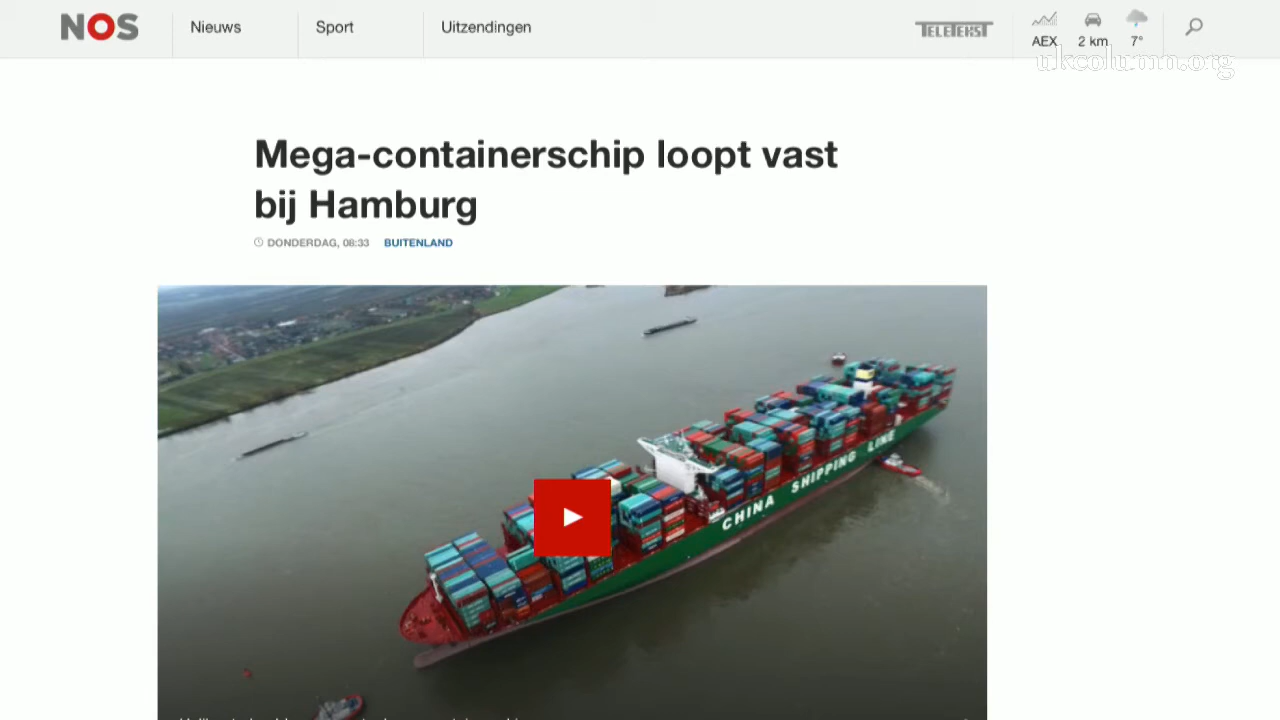 NOS
Nieuws
Sport
Uitzendingen
TELETEKST
AEX
2 km
7°
ukcolumn.org
Mega-containerschip loopt vast
bij Hamburg
DONDERDAG, 08:33 BUITENLAND
CHINA SHIPPING LINE